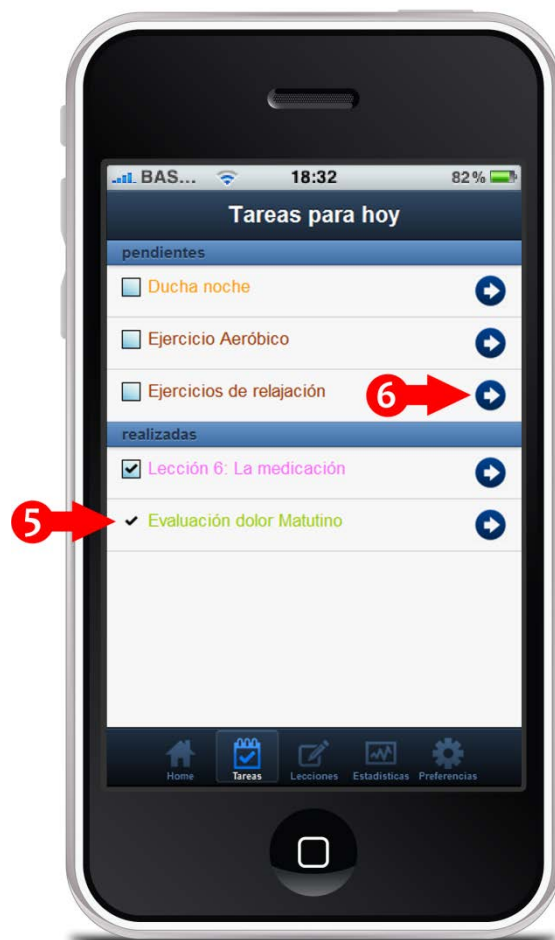 BAS... 18:32 82%
Tareas para hoy
pendientes
Ducha noche
Ejercicio Aeróbico
Ejercicios de relajación
6
realizadas
Lección 6: La medicación
5
Evaluación dolor Matutino
Home Tareas Lecciones Estadísticas Preferencias